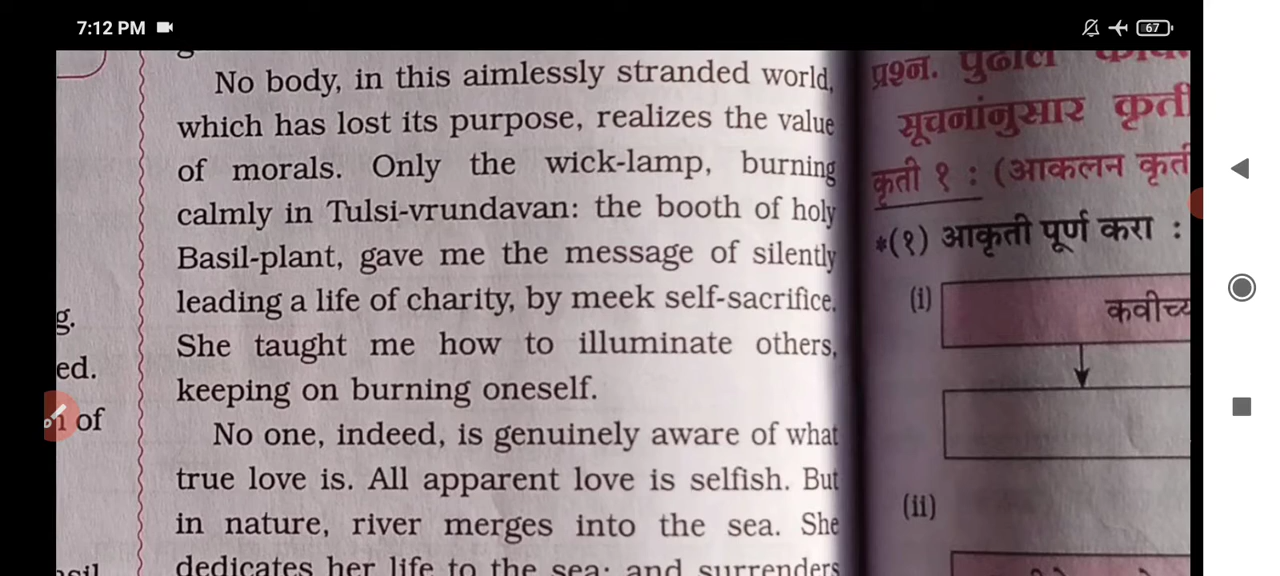 7:12 PM
67
No body, in this aimlessly stranded world,
which has lost its purpose, realizes the value
of morals. Only the wick-lamp, burning
calmly in Tulsi-vrundavan: the booth of holy
Basil-plant, gave me the message of silently
leading a life of charity, by meek self-sacrifice.
She taught me how to illuminate others,
keeping on burning oneself.
No one, indeed, is genuinely aware of what
true love is. All apparent love is selfish. But
in nature, river merges into the sea. She
dedicates her life to the sea; and surrenders
g.
ed.
of
प्रश्न. पुढील
सूचनांनुसार कृती
कृती १ : (आकलन कृती
*(१) आकृती पूर्ण करा :
(i)
कवीच्य
(ii)